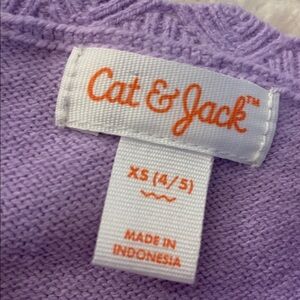 Cat & Jack™
XS (4/5)
MADE IN
INDONESIA